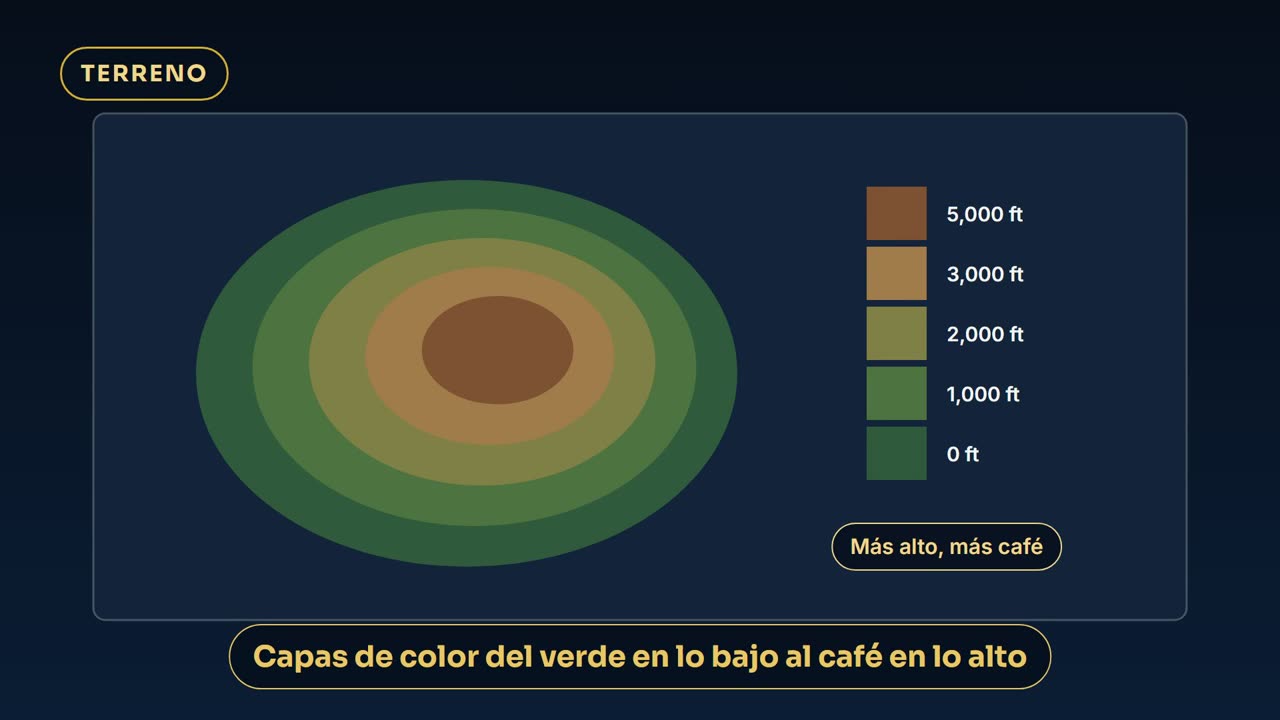 TERRENO
5,000 ft
3,000 ft
2,000 ft
1,000 ft
0 ft
Más alto, más café
Capas de color del verde en lo bajo al café en lo alto